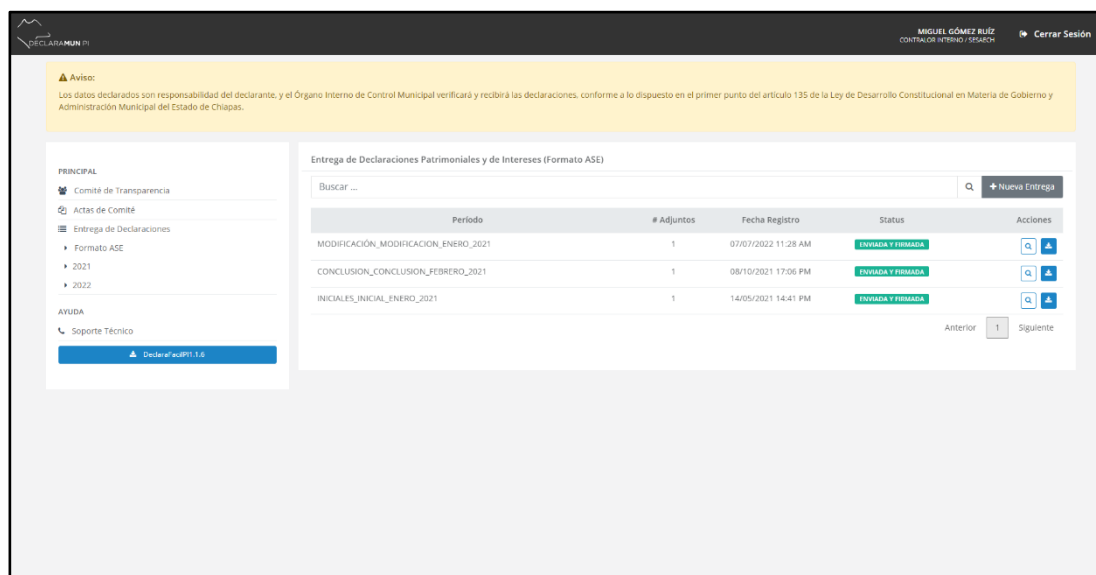 DECLARAMUN.PI
MIGUEL GÓMEZ RUÍZ
CONTRALOR INTERNO / SESAECH
Cerrar Sesión
Aviso:
Los datos declarados son responsabilidad del declarante, y el Órgano Interno de Control Municipal verificará y recibirá las declaraciones, conforme a lo dispuesto en el primer punto del artículo 135 de la Ley de Desarrollo Constitucional en Materia de Gobierno y
Administración Municipal del Estado de Chiapas.
PRINCIPAL
Comité de Transparencia
Actas de Comité
Entrega de Declaraciones
Formato ASE
2021
2022
AYUDA
Soporte Técnico
DeclaraFacilPI1.1.6
Entrega de Declaraciones Patrimoniales y de Intereses (Formato ASE)
Buscar ...
+ Nueva Entrega
Periodo # Adjuntos Fecha Registro Status Acciones
MODIFICACIÓN_MODIFICACION_ENERO_2021 1 07/07/2022 11:28 AM ENVIADA Y FIRMADA
CONCLUSION_CONCLUSION_FEBRERO_2021 1 08/10/2021 17:06 PM ENVIADA Y FIRMADA
INICIALES_INICIAL_ENERO_2021 1 14/05/2021 14:41 PM ENVIADA Y FIRMADA
Anterior 1 Siguiente